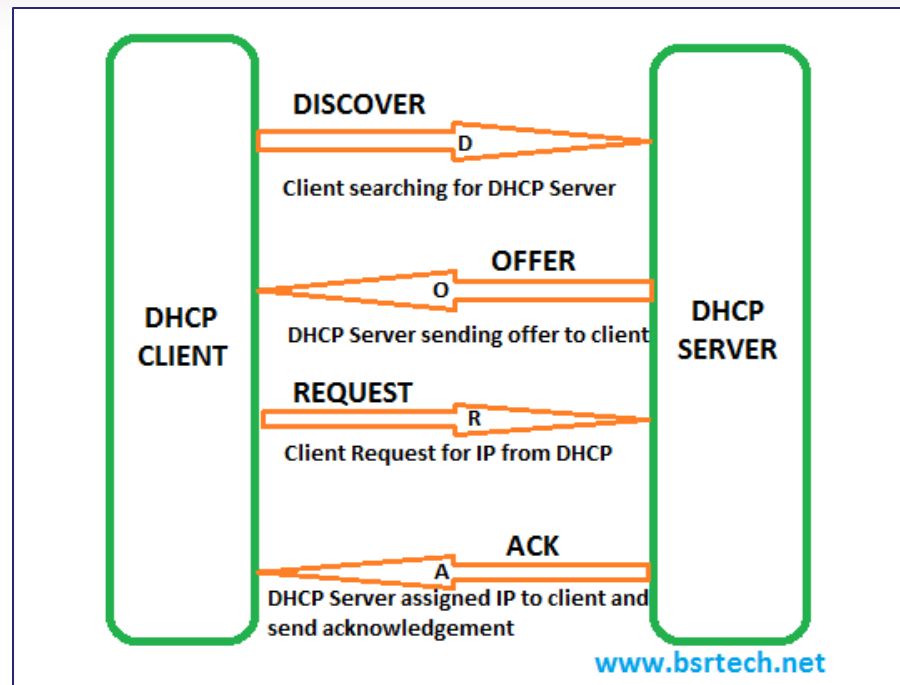 DISCOVER
D
Client searching for DHCP Server
OFFER
O
DHCP Server sending offer to client
DHCP
CLIENT
DHCP
SERVER
REQUEST
R
Client Request for IP from DHCP
ACK
A
DHCP Server assigned IP to client and
send acknowledgement
www.bsrtech.net